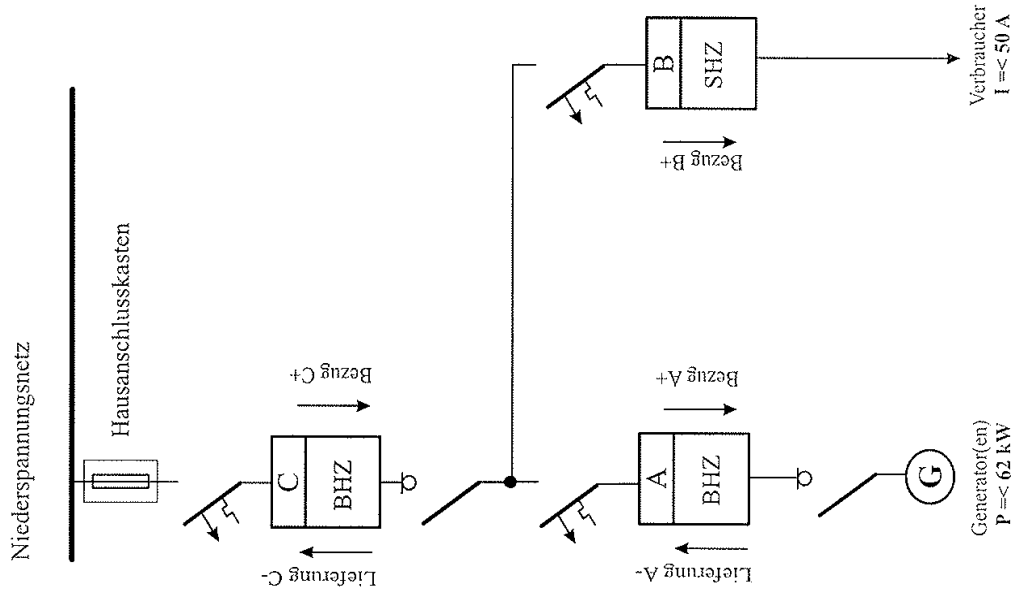 Niederspannungsnetz
Hausanschlusskasten
C
BHZ
Bezug C+
Lieferung C-
B
SHZ
Bezug B+
A
BHZ
Bezug A+
Lieferung A-
G
Generator(en)
P =< 62 kW
Verbraucher
I =< 50 A